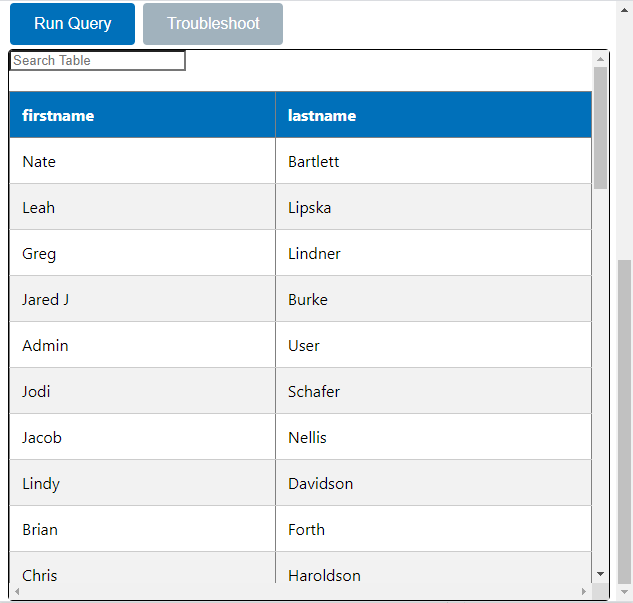 Run Query Troubleshoot
Search Table
firstname lastname
Nate Bartlett
Leah Lipska
Greg Lindner
Jared J Burke
Admin User
Jodi Schafer
Jacob Nellis
Lindy Davidson
Brian Forth
Chris Haroldson